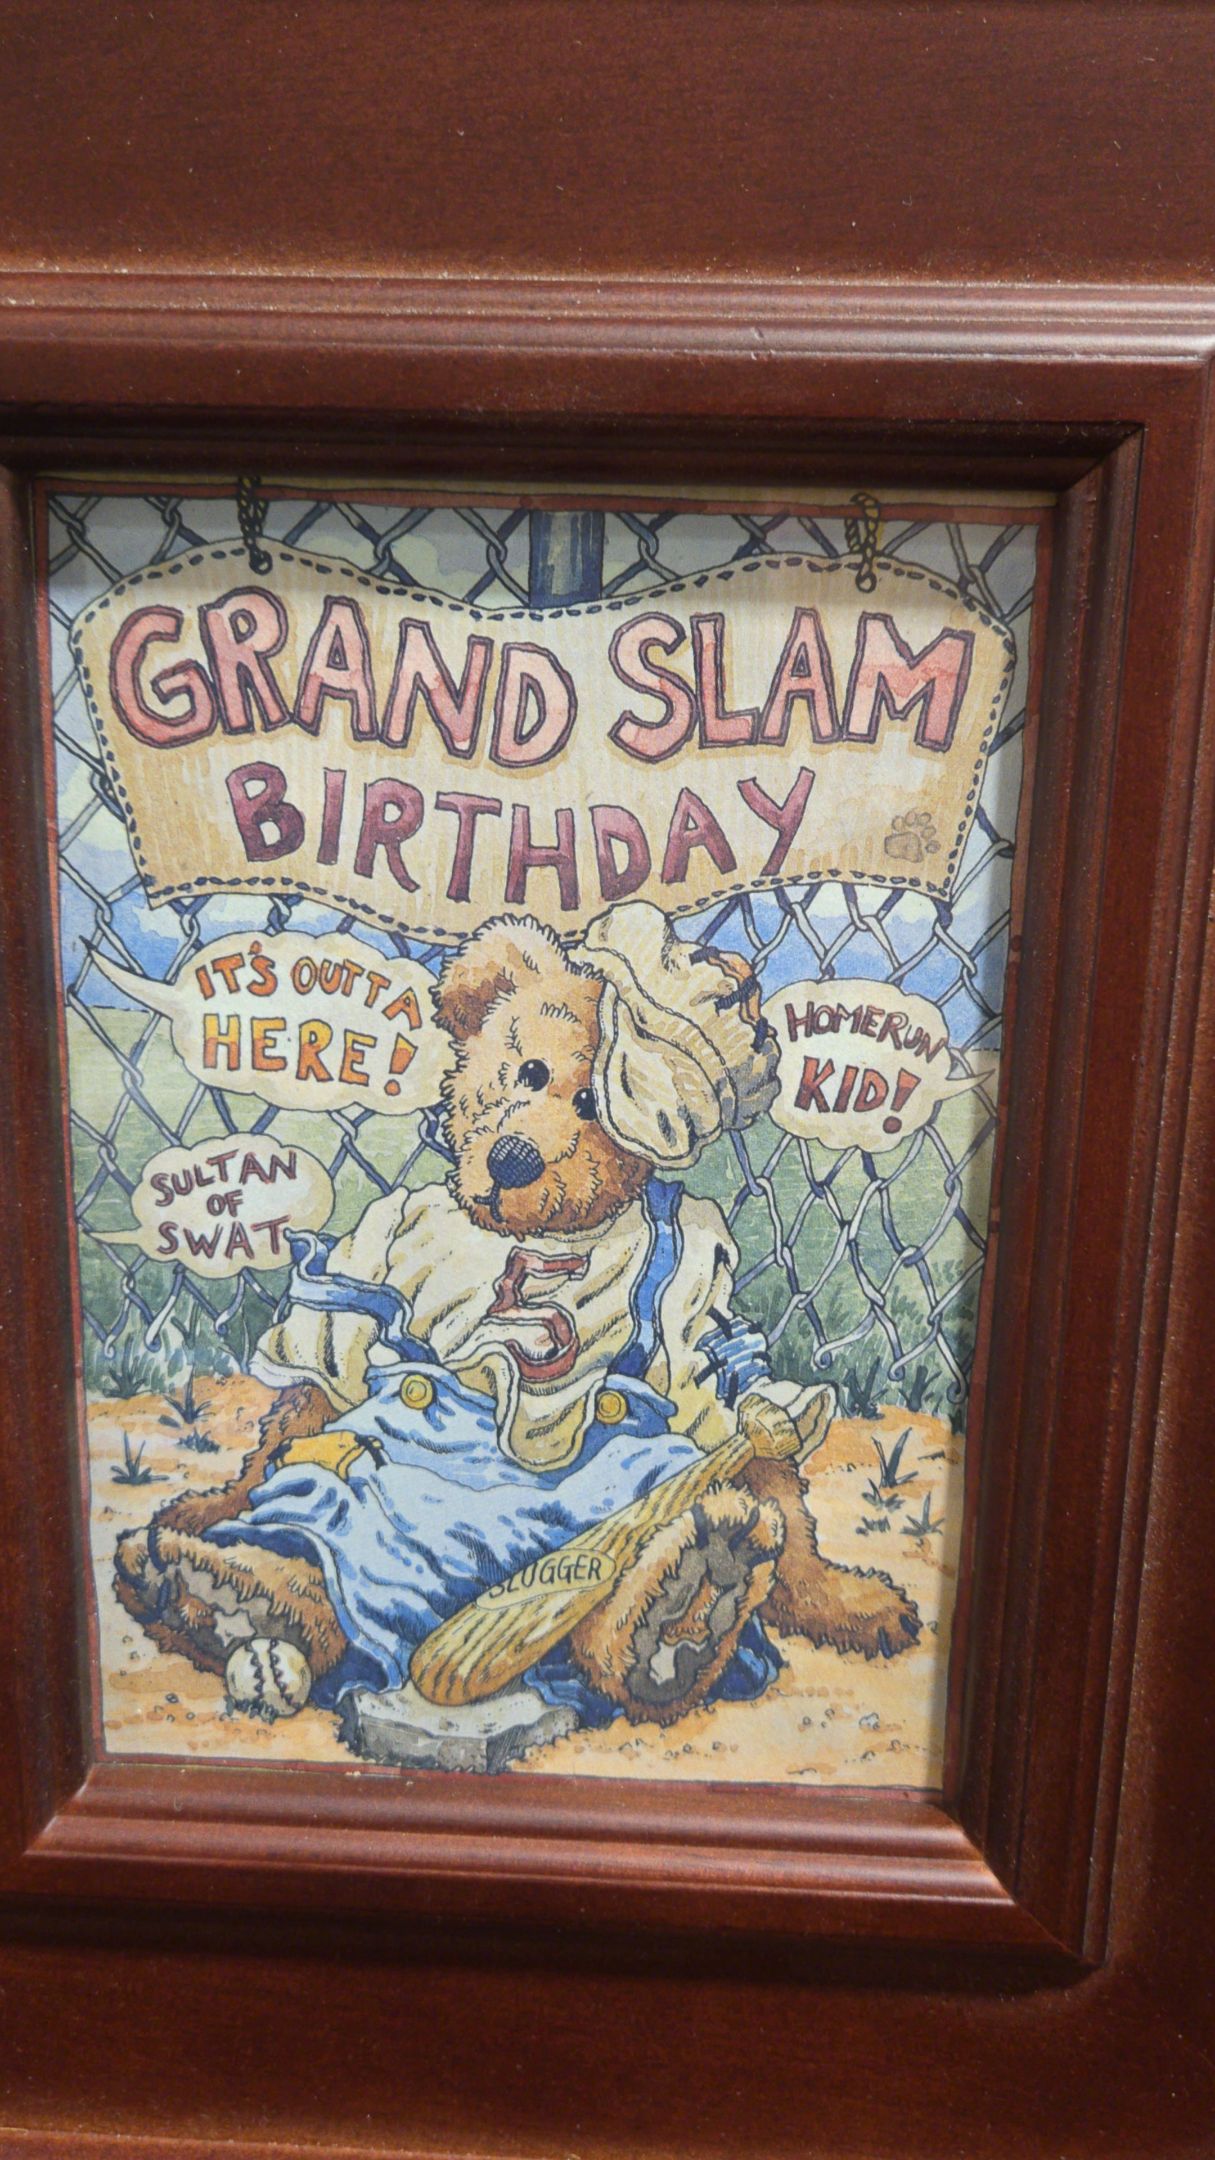 GRAND SLAM
BIRTHDAY
IT'S OUTTA
HERE!
HOMERUN
KID!
SULTAN
OF
SWAT
5
SLUGGER